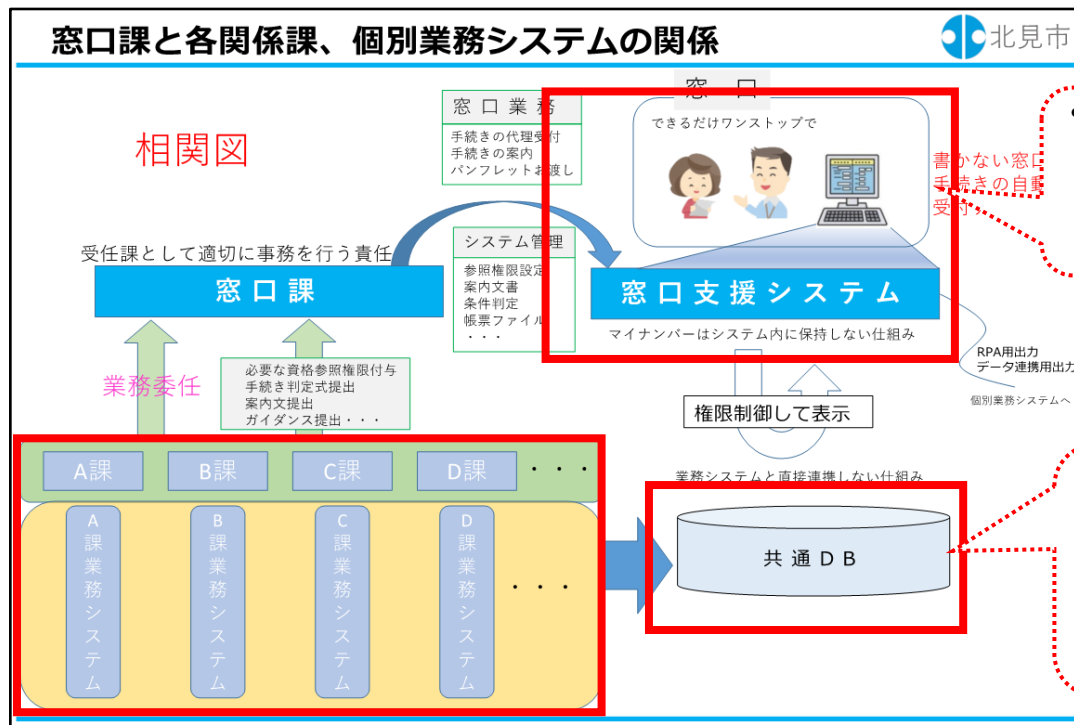 窓口課と各関係課、個別業務システムの関係
北見市
相関図
窓口業務
手続きの代理受付
手続きの案内
パンフレットお渡し
窓 口
できるだけワンストップで
書かない窓口
手続きの自動
受付、
受任課として適切に事務を行う責任
窓口課
システム管理
参照権限設定
案内文書
条件判定
帳票ファイル
・・・
窓口支援システム
マイナンバーはシステム内に保持しない仕組み
RPA用出力
データ連携用出力
個別業務システムへ
業務委任
必要な資格参照権限付与
手続き判定式提出
案内文提出
ガイダンス提出・・・
権限制御して表示
業務システムと直接連携しない仕組み
A課
B課
C課
D課
・・・
A課業務システム
B課業務システム
C課業務システム
D課業務システム
・・・
共通DB